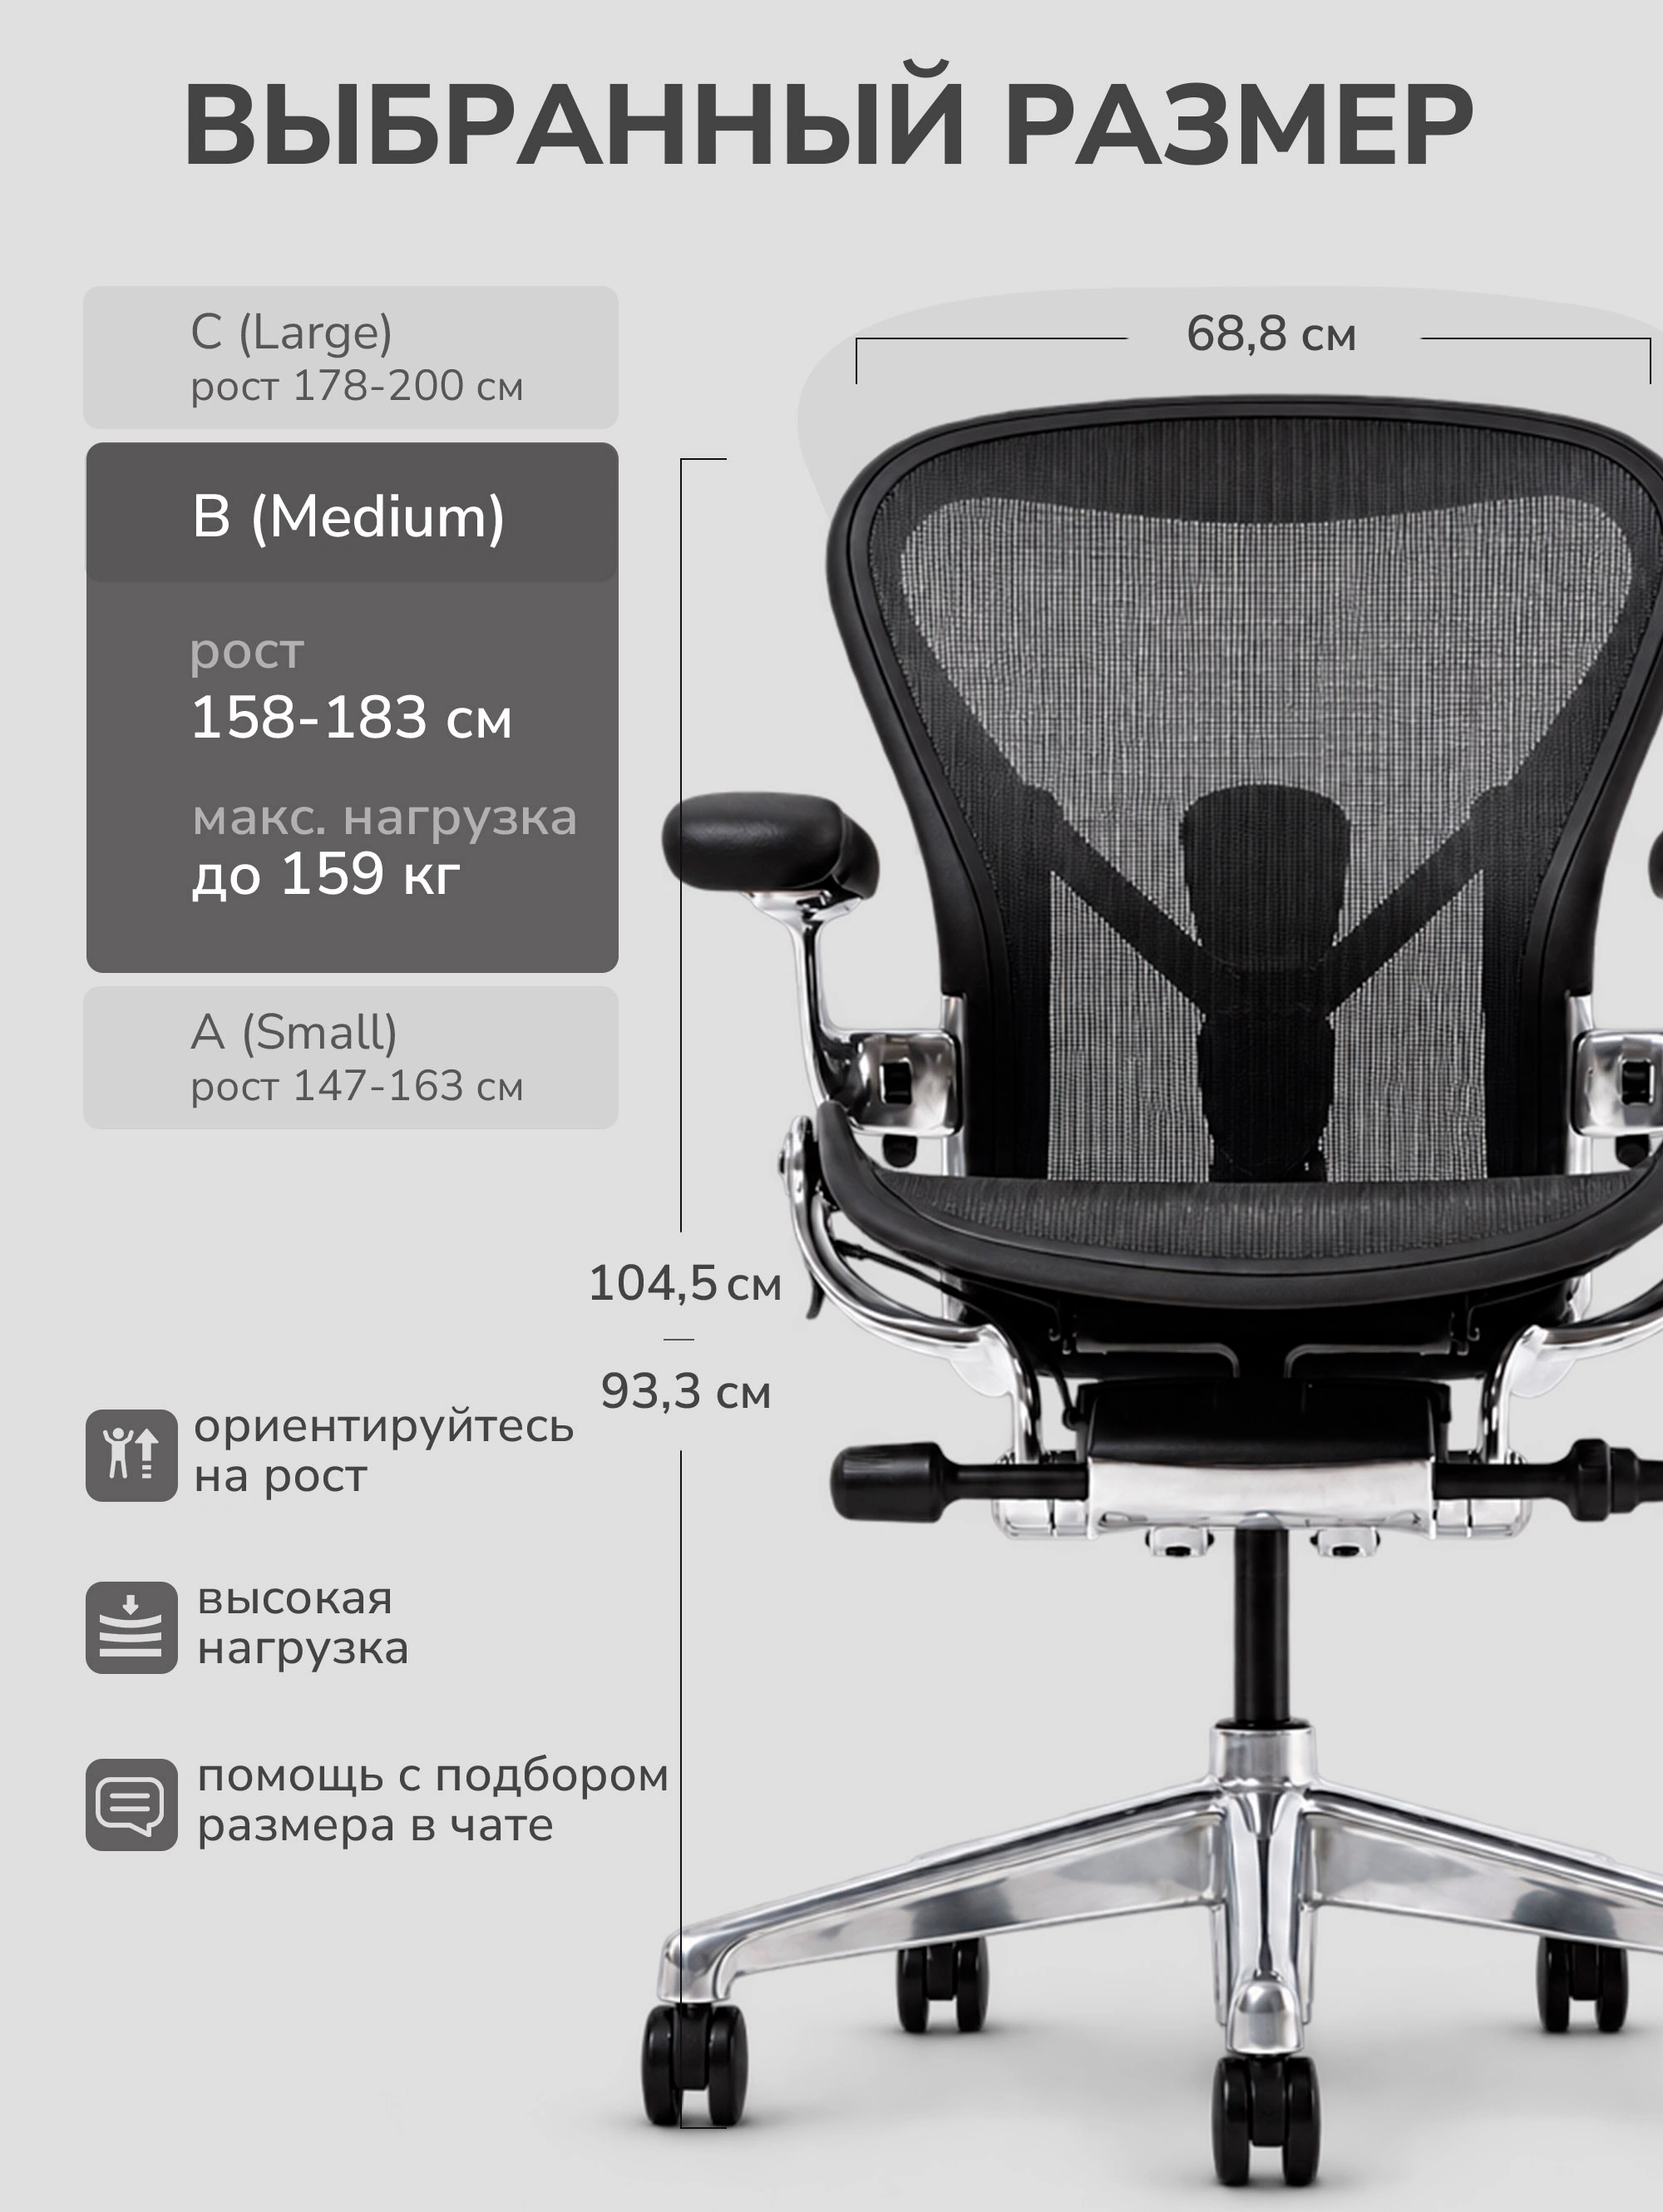 ВЫБРАННЫЙ РАЗМЕР
68,8 см
C (Large)
рост 178-200 см
B (Medium)
рост
158-183 см
макс. нагрузка
до 159 кг
A (Small)
рост 147-163 см
104,5 см
—
93,3 см
ориентируйтесь
на рост
высокая
нагрузка
помощь с подбором
размера в чате